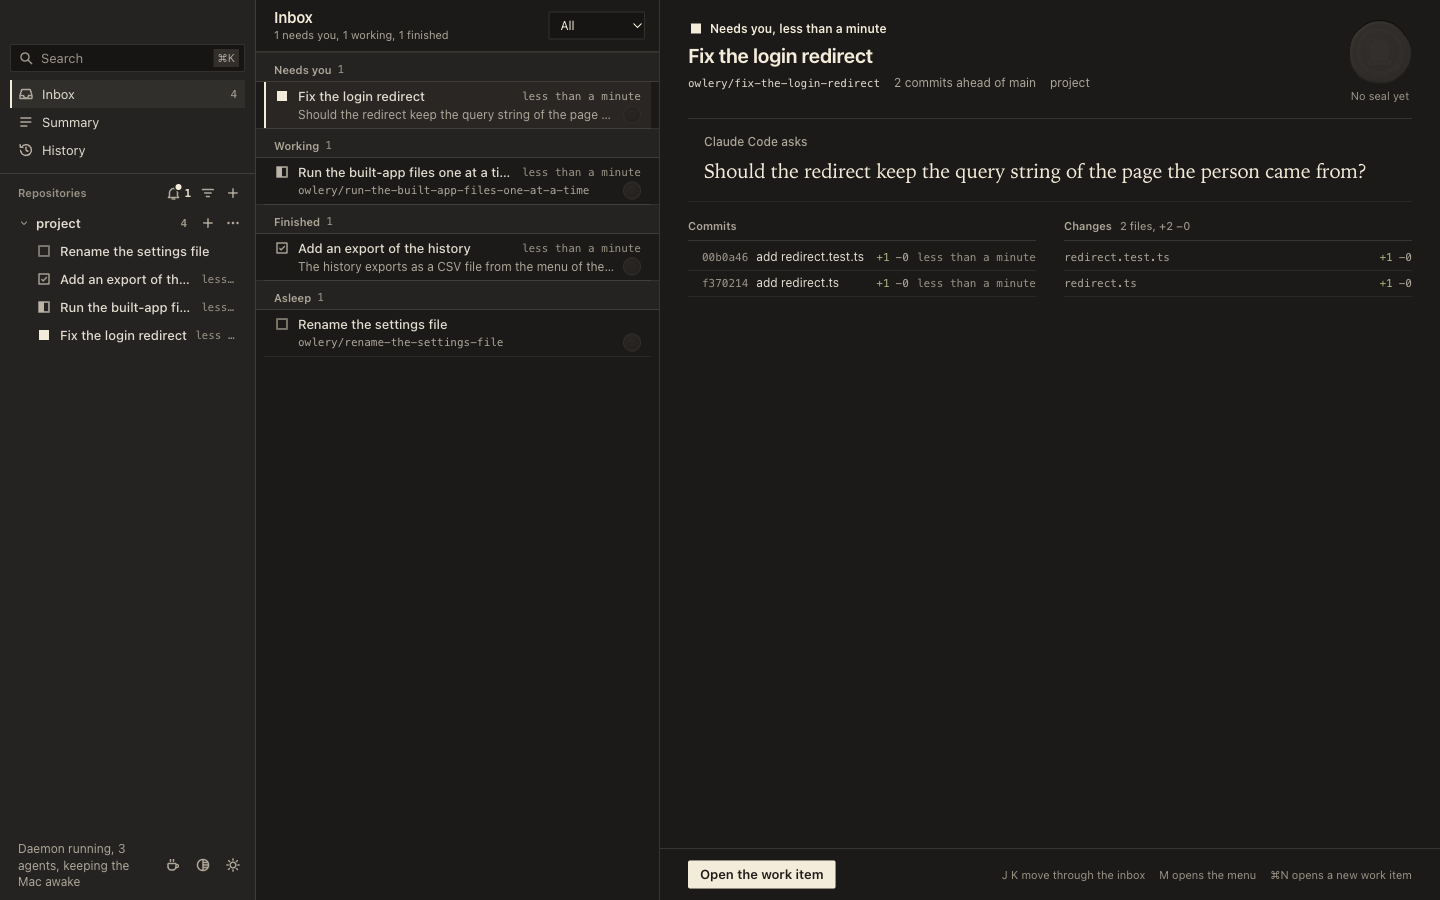 Search ⌘K
Inbox 4
Summary
History
Repositories 1
project 4
Rename the settings file
Add an export of th... less...
Run the built-app fi... less...
Fix the login redirect less ...
Daemon running, 3
agents, keeping the
Mac awake
Inbox
1 needs you, 1 working, 1 finished
All
Needs you 1
Fix the login redirect less than a minute
Should the redirect keep the query string of the page ...
Working 1
Run the built-app files one at a ti... less than a minute
owlery/run-the-built-app-files-one-at-a-time
Finished 1
Add an export of the history less than a minute
The history exports as a CSV file from the menu of the...
Asleep 1
Rename the settings file
owlery/rename-the-settings-file
Needs you, less than a minute
Fix the login redirect
owlery/fix-the-login-redirect 2 commits ahead of main project
No seal yet
Claude Code asks
Should the redirect keep the query string of the page the person came from?
Commits
00b0a46 add redirect.test.ts +1 −0 less than a minute
f370214 add redirect.ts +1 −0 less than a minute
Changes 2 files, +2 −0
redirect.test.ts +1 −0
redirect.ts +1 −0
Open the work item
J K move through the inbox M opens the menu ⌘N opens a new work item